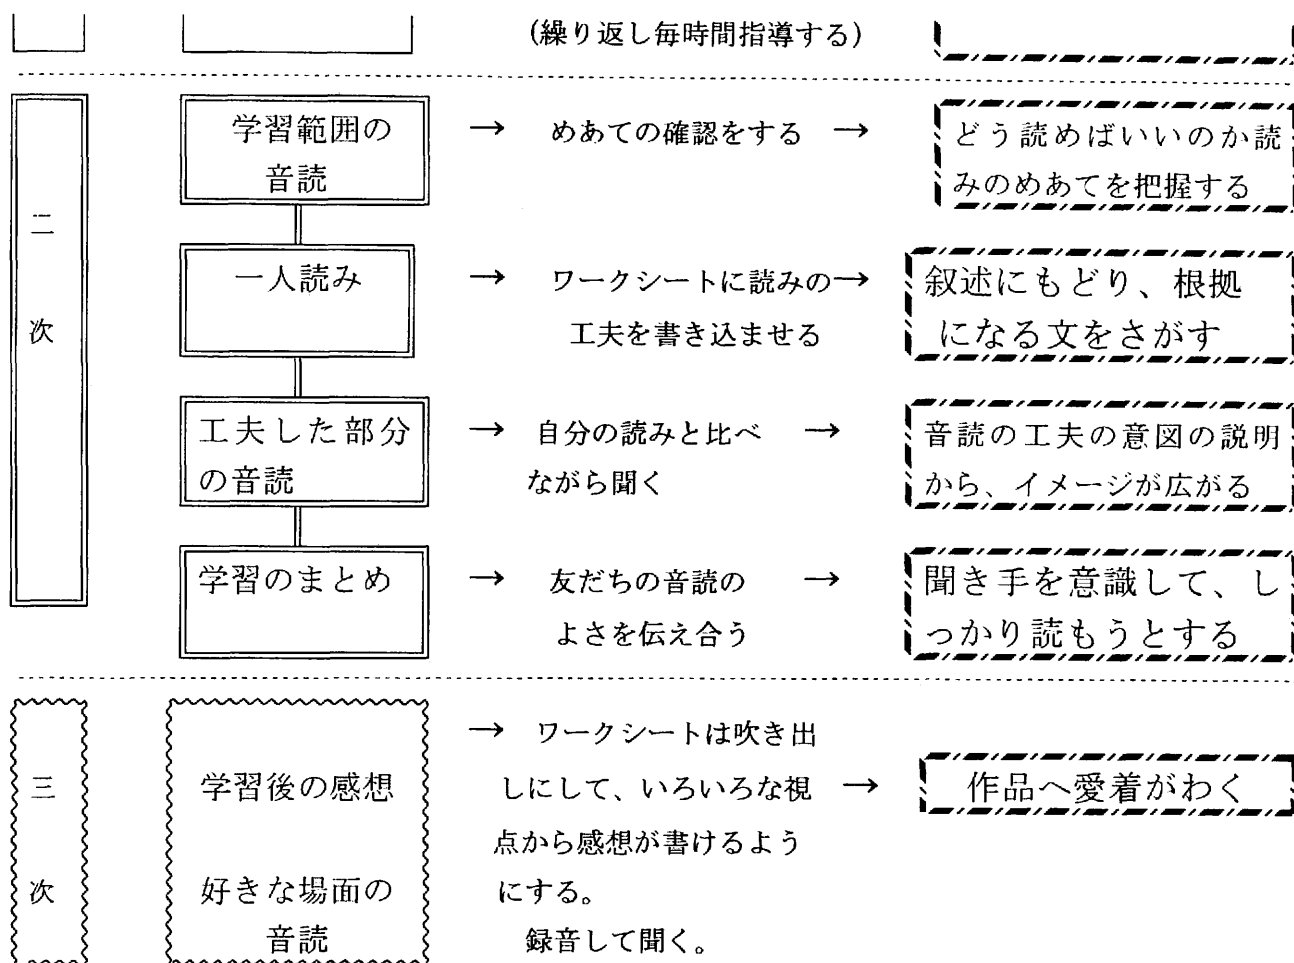 (繰り返し毎時間指導する)
二
次
学習範囲の
音読
→ めあての確認をする →
どう読めばいいのか読
みのめあてを把握する
一人読み
→ ワークシートに読みの→
工夫を書き込ませる
叙述にもどり、根拠
になる文をさがす
工夫した部分
の音読
→ 自分の読みと比べ →
ながら聞く
音読の工夫の意図の説明
から、イメージが広がる
学習のまとめ
→ 友だちの音読の →
よさを伝え合う
聞き手を意識して、し
っかり読もうとする
三
次
学習後の感想
好きな場面の
音読
→ ワークシートは吹き出
しにして、いろいろな視 →
点から感想が書けるよう
にする。
録音して聞く。
作品へ愛着がわく